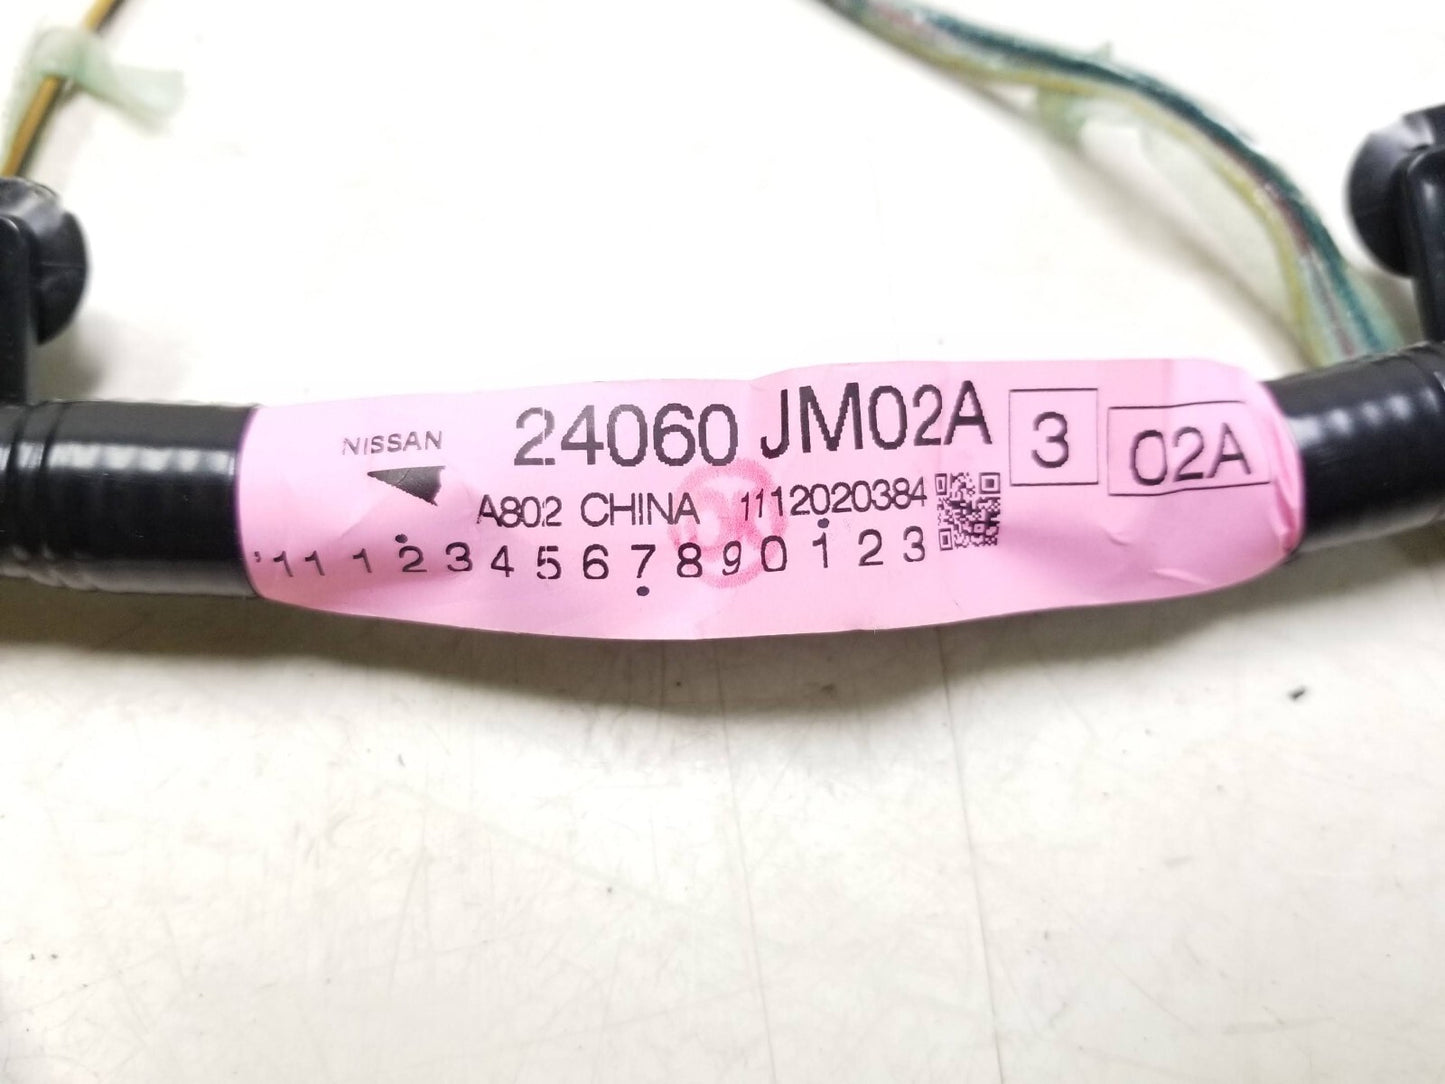 NISSAN 24060 JM02A 3 02A
A802 CHINA 1112020384
'11 1 2 3 4 5 6 7 8 9 0 1 2 3
OK